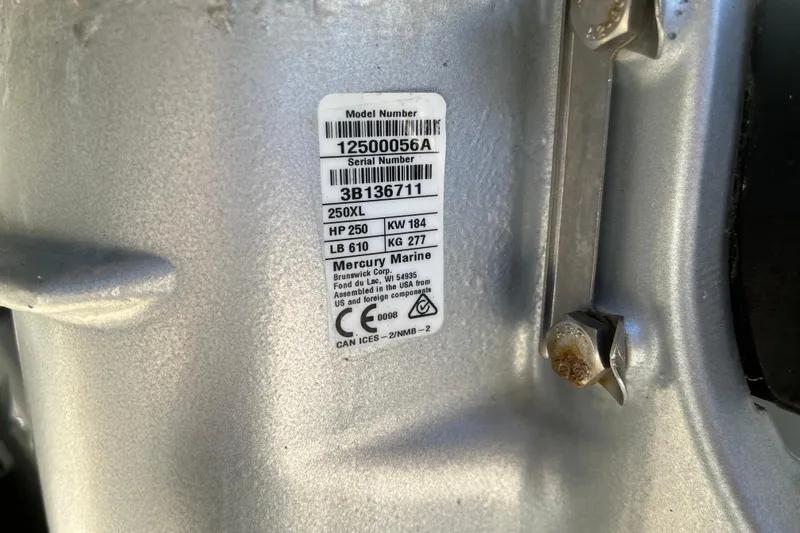 Model Number
12500056A
Serial Number
3B136711
250XL
HP 250 KW 184
LB 610 KG 277
Mercury Marine
Brunswick Corp.
Fond du Lac, WI 54935
Assembled in the USA from
US and foreign components
CE 0098
CAN ICES-2/NMB-2